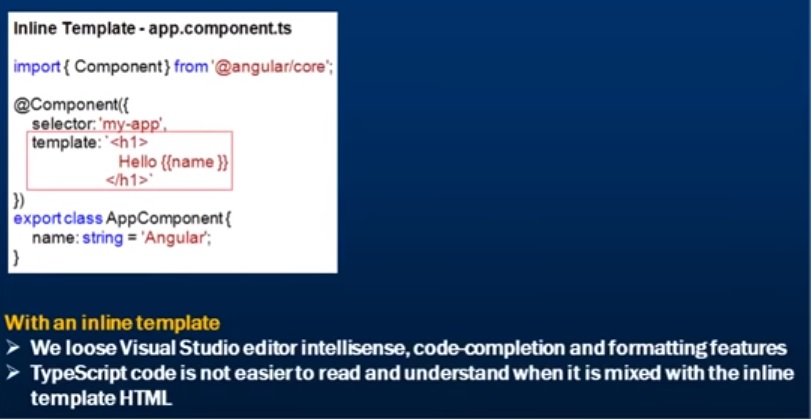 Inline Template - app.component.ts
import { Component } from '@angular/core';
@Component({
selector: 'my-app',
template: `<h1>
Hello {{name }}
</h1>`
})
export class AppComponent {
name: string = 'Angular';
}
With an inline template
➢ We loose Visual Studio editor intellisense, code-completion and formatting features
➢ TypeScript code is not easier to read and understand when it is mixed with the inline
template HTML